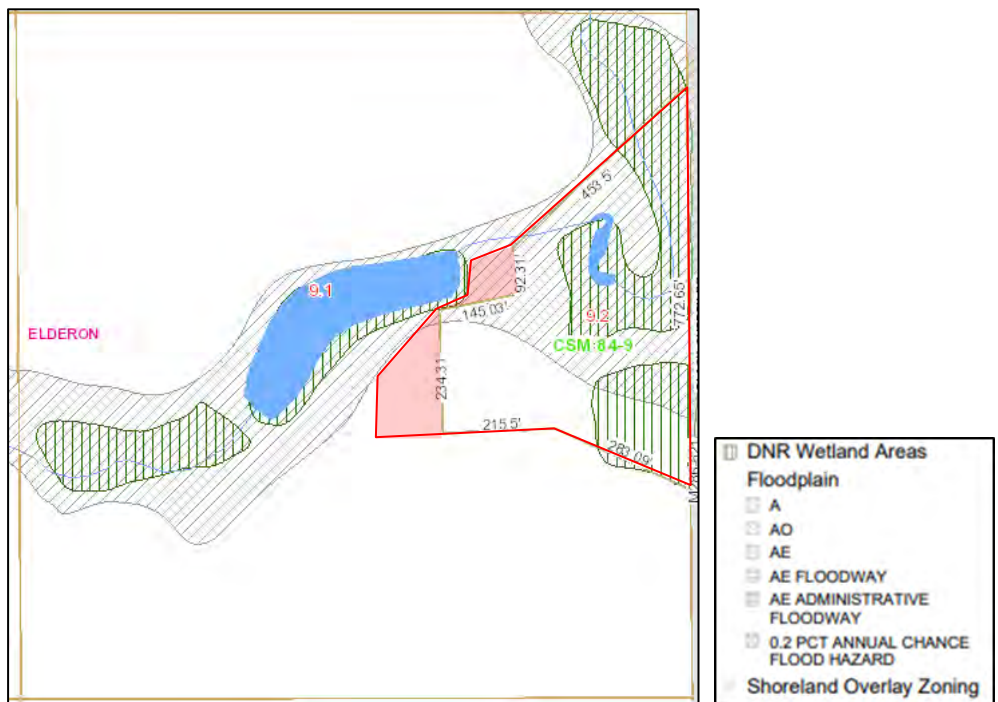 453.5'
9.1
92.31'
772.65'
145.03'
9.2
ELDERON
CSM:84-9
234.31'
215.5'
283.09'
DNR Wetland Areas
Floodplain
A
AO
AE
AE FLOODWAY
AE ADMINISTRATIVE
FLOODWAY
0.2 PCT ANNUAL CHANCE
FLOOD HAZARD
Shoreland Overlay Zoning